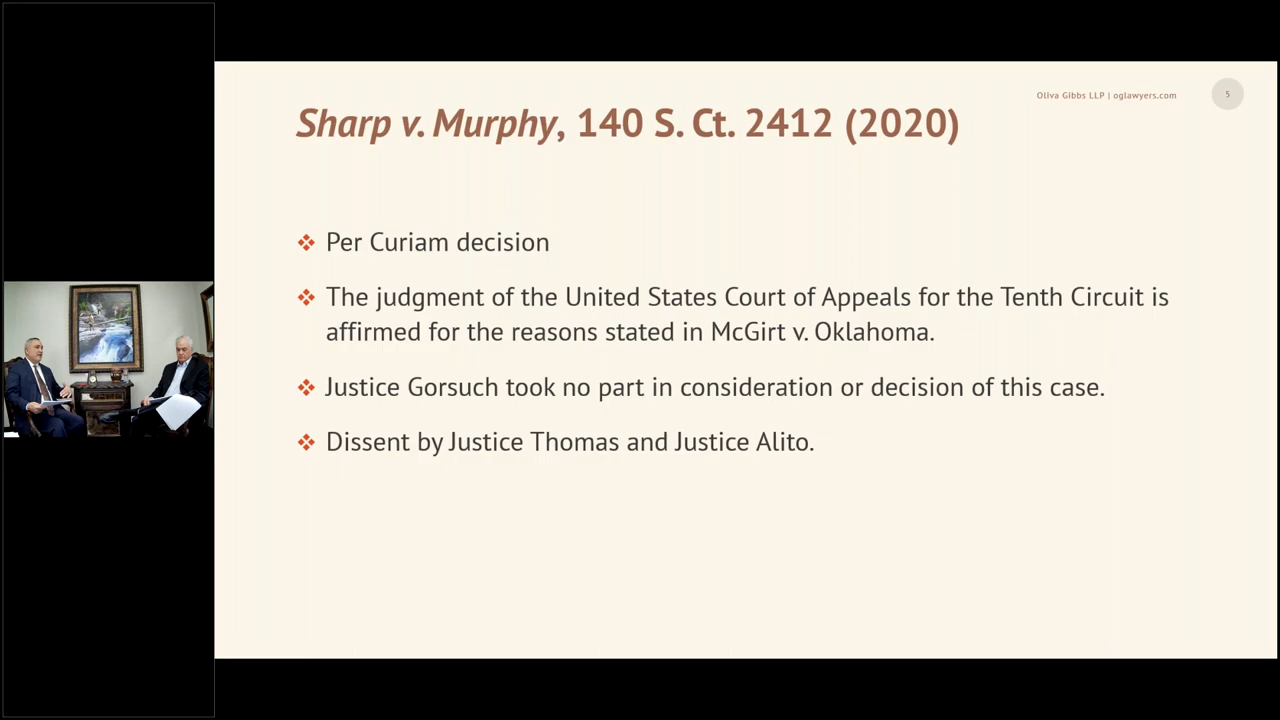 Oliva Gibbs LLP | oglawyers.com
5
Sharp v. Murphy, 140 S. Ct. 2412 (2020)
❖ Per Curiam decision
❖ The judgment of the United States Court of Appeals for the Tenth Circuit is
affirmed for the reasons stated in McGirt v. Oklahoma.
❖ Justice Gorsuch took no part in consideration or decision of this case.
❖ Dissent by Justice Thomas and Justice Alito.